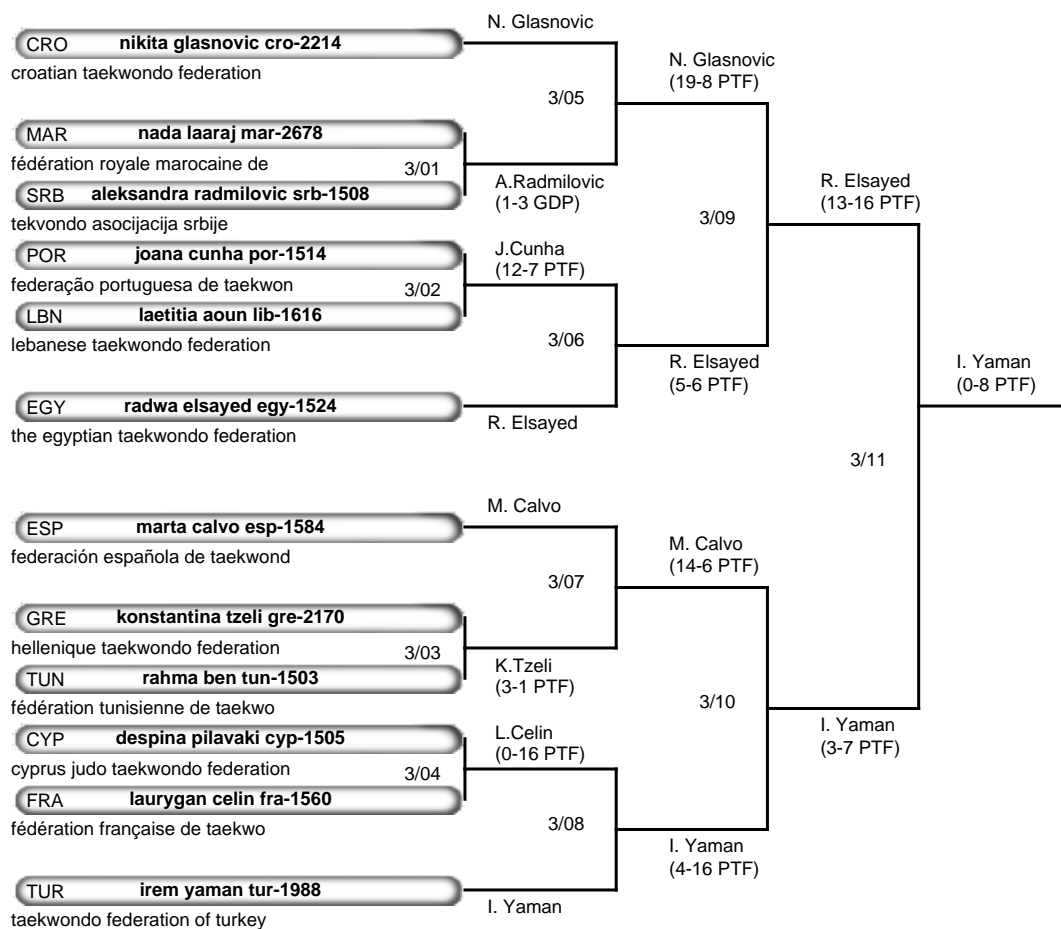 N. Glasnovic
CRO nikita glasnovic cro-2214
croatian taekwondo federation
N. Glasnovic
(19-8 PTF)
3/05
MAR nada laaraj mar-2678
fédération royale marocaine de
3/01
SRB aleksandra radmilovic srb-1508
A.Radmilovic
(1-3 GDP)
R. Elsayed
(13-16 PTF)
tekvondo asocijacija srbije
3/09
POR joana cunha por-1514
J.Cunha
(12-7 PTF)
federação portuguesa de taekwon
3/02
LBN laetitia aoun lib-1616
lebanese taekwondo federation
3/06
R. Elsayed
(5-6 PTF)
I. Yaman
(0-8 PTF)
EGY radwa elsayed egy-1524
R. Elsayed
the egyptian taekwondo federation
3/11
M. Calvo
ESP marta calvo esp-1584
federación española de taekwond
M. Calvo
(14-6 PTF)
3/07
GRE konstantina tzeli gre-2170
hellenique taekwondo federation
3/03
TUN rahma ben tun-1503
K.Tzeli
(3-1 PTF)
fédération tunisienne de taekwo
3/10
CYP despina pilavaki cyp-1505
L.Celin
(0-16 PTF)
I. Yaman
(3-7 PTF)
cyprus judo taekwondo federation
3/04
FRA laurygan celin fra-1560
fédération française de taekwo
3/08
I. Yaman
(4-16 PTF)
TUR irem yaman tur-1988
I. Yaman
taekwondo federation of turkey